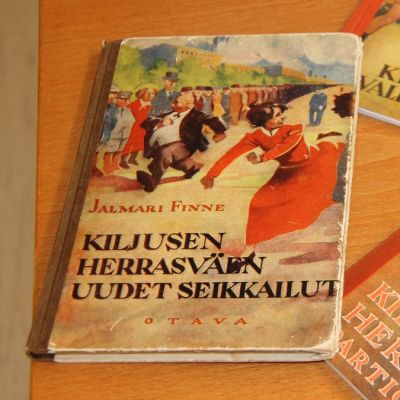 JALMARI FINNE
KILJUSEN
HERRASVÄEN
UUDET SEIKKAILUT
OTAVA